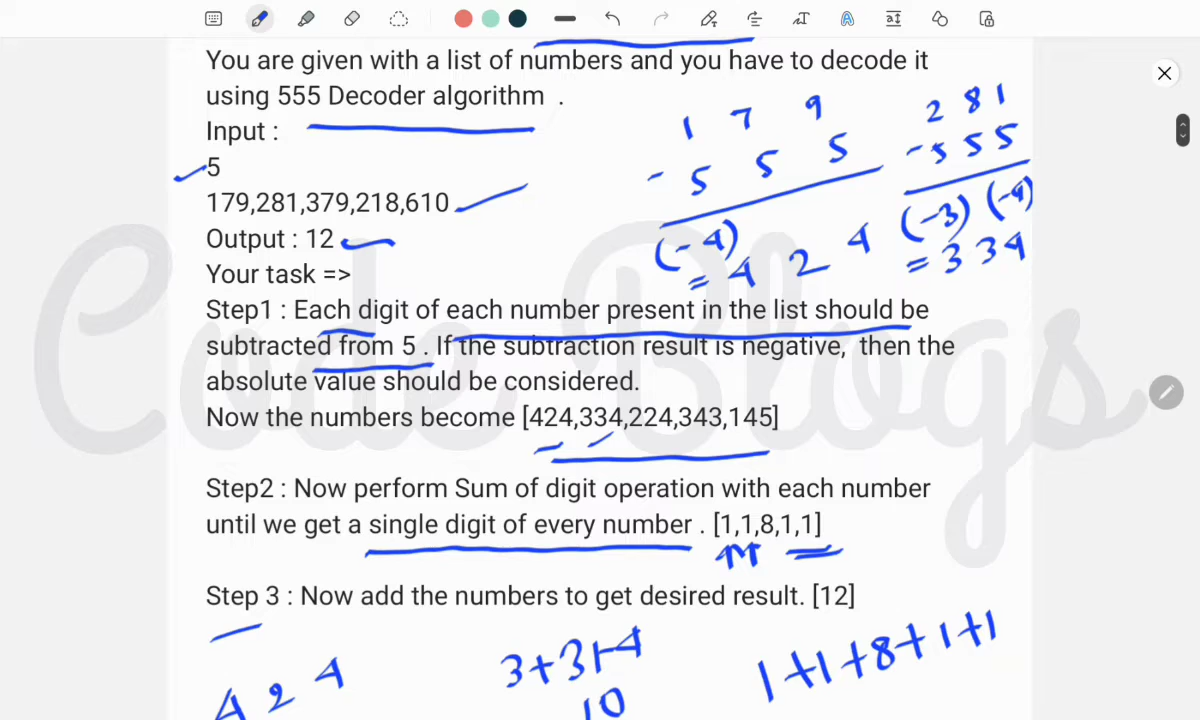 You are given with a list of numbers and you have to decode it
using 555 Decoder algorithm .
Input :
5
179,281,379,218,610
Output : 12
Your task =>
Step1 : Each digit of each number present in the list should be
subtracted from 5 . If the subtraction result is negative, then the
absolute value should be considered.
Now the numbers become [424,334,224,343,145]
Step2 : Now perform Sum of digit operation with each number
until we get a single digit of every number . [1,1,8,1,1]
Step 3 : Now add the numbers to get desired result. [12]
1 7 9
- 5 5 5
(-4)
= 4 2 4
2 8 1
- 5 5 5
(-3) (-4)
= 3 3 4
4 2 4
3+3+4
10
1+1+8+1+1
Code Blogs